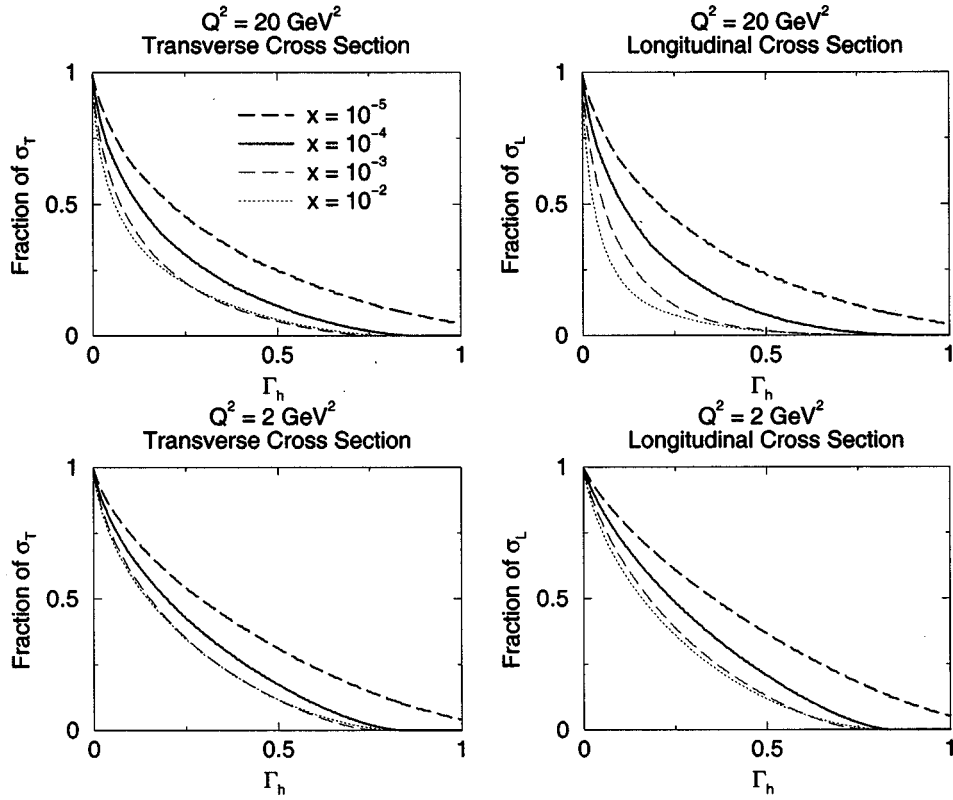 Q² = 20 GeV²
Transverse Cross Section
Fraction of σ_T
1
0.5
0
x = 10⁻⁵
x = 10⁻⁴
x = 10⁻³
x = 10⁻²
0 0.5 1
Γ_h
Q² = 20 GeV²
Longitudinal Cross Section
Fraction of σ_L
1
0.5
0
0 0.5 1
Γ_h
Q² = 2 GeV²
Transverse Cross Section
Fraction of σ_T
1
0.5
0
0 0.5 1
Γ_h
Q² = 2 GeV²
Longitudinal Cross Section
Fraction of σ_L
1
0.5
0
0 0.5 1
Γ_h